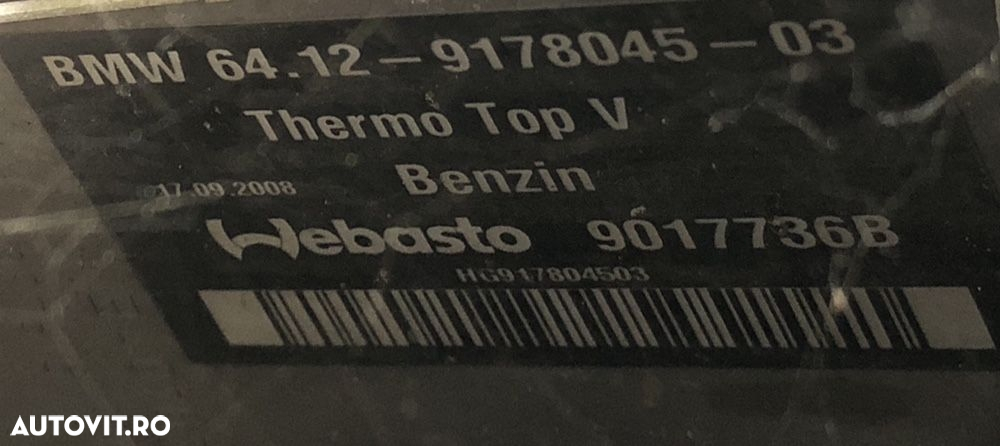 BMW 64.12-9178045-03
Thermo Top V
Benzin
17.09.2008
Webasto 9017736B
HG917804503
AUTOVIT.RO